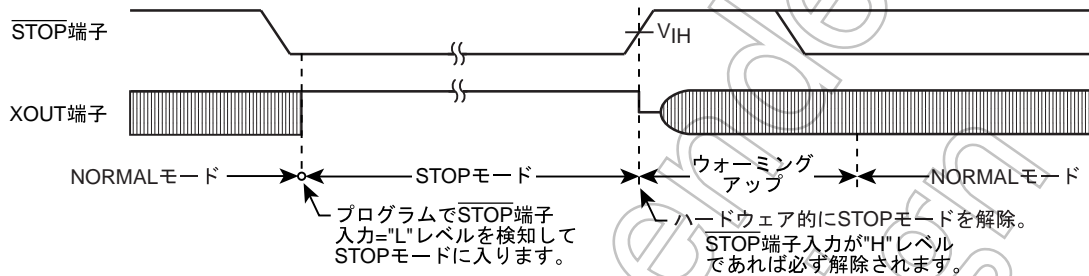 STOP端子
VIH
XOUT端子
NORMALモード
STOPモード
ウォーミング
アップ
NORMALモード
プログラムでSTOP端子
入力="L"レベルを検知して
STOPモードに入ります。
ハードウェア的にSTOPモードを解除。
STOP端子入力が"H"レベル
であれば必ず解除されます。